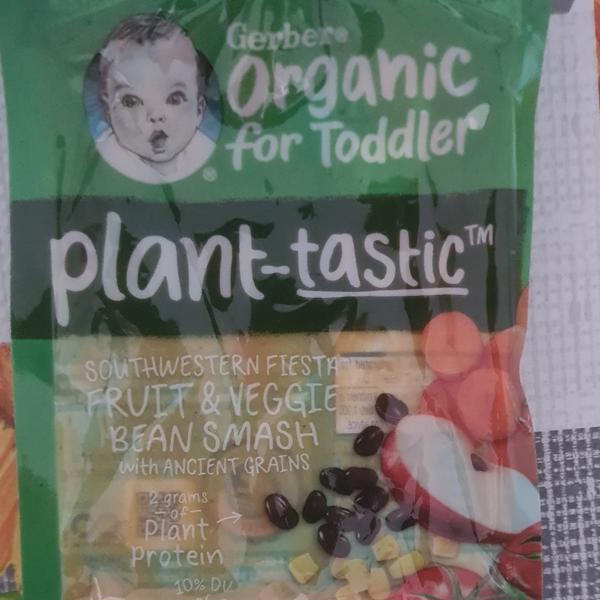 Gerber®
Organic
for Toddler
®
plant-tastic™
SOUTHWESTERN FIESTA
FRUIT & VEGGIE
BEAN SMASH
with ANCIENT GRAINS
2 grams
-of-
Plant
Protein
10% DV